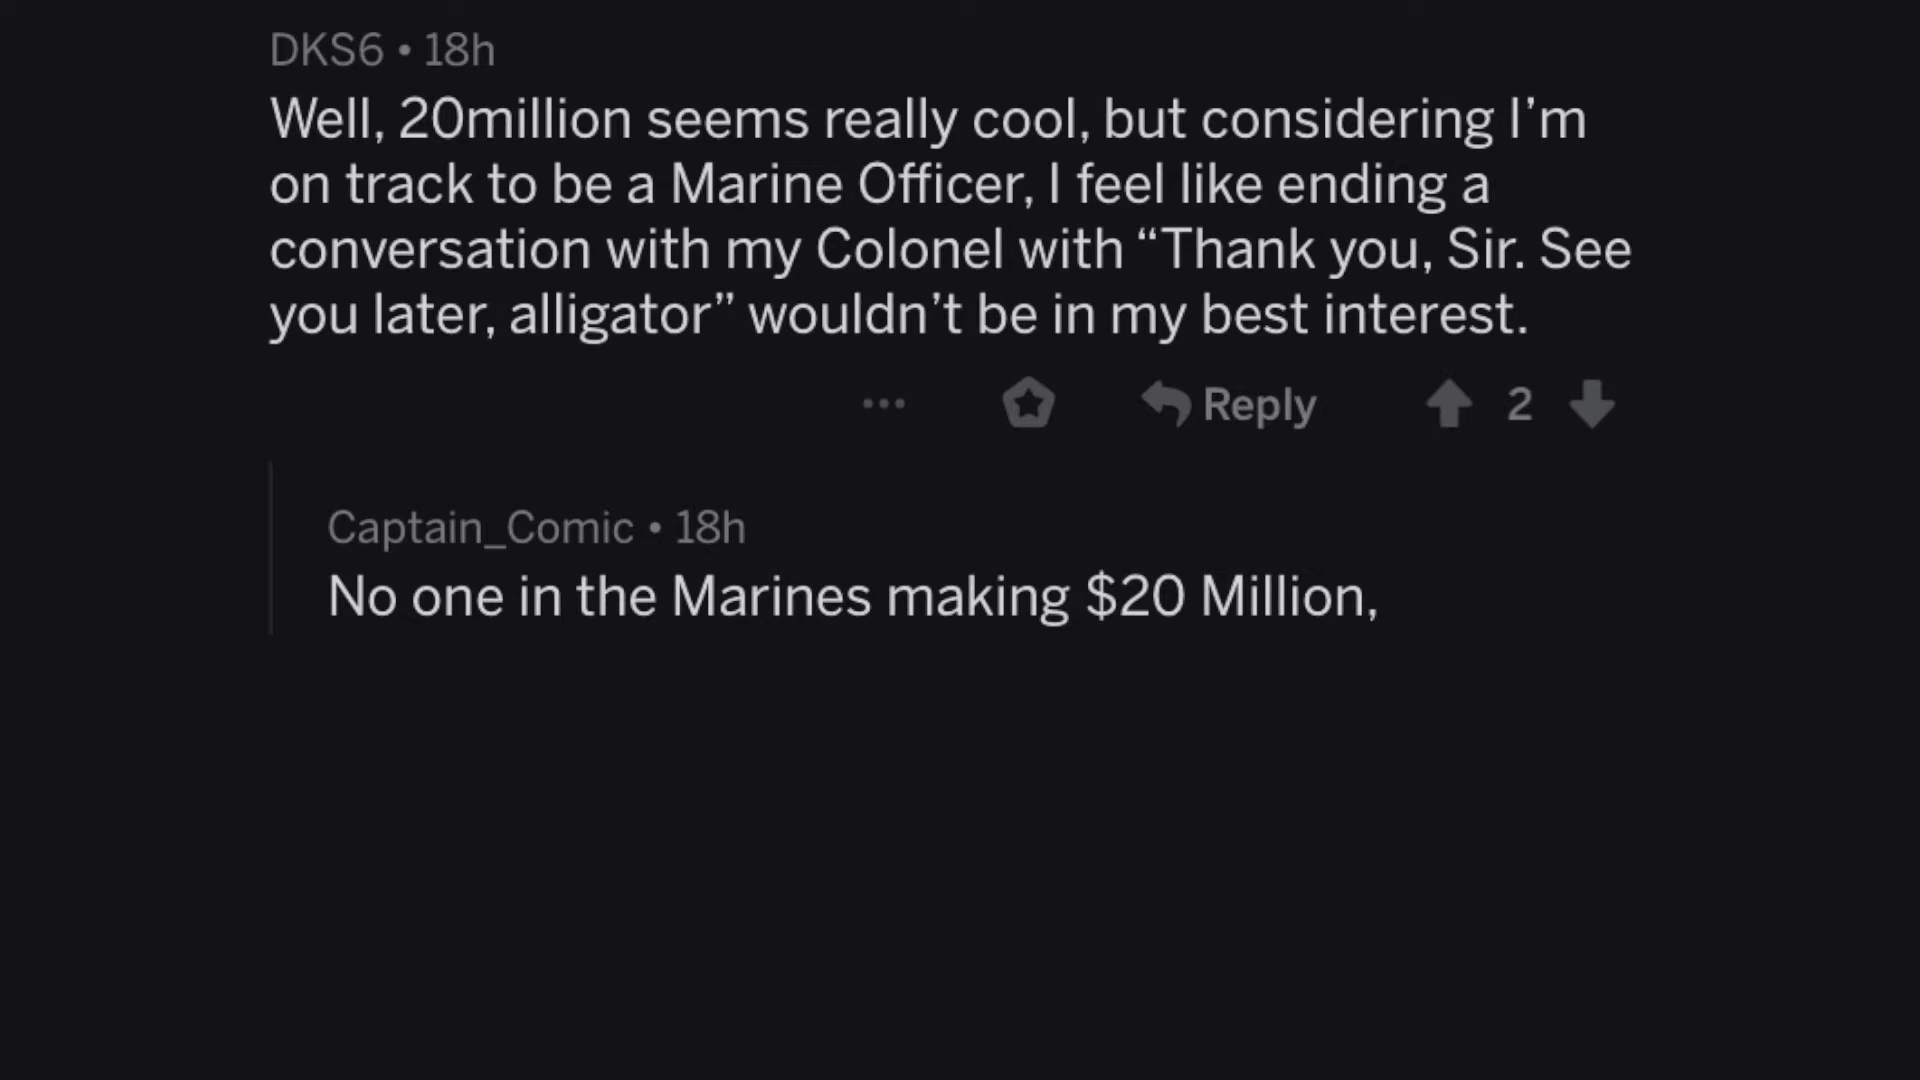 DKS6 • 18h
Well, 20million seems really cool, but considering I’m
on track to be a Marine Officer, I feel like ending a
conversation with my Colonel with “Thank you, Sir. See
you later, alligator” wouldn’t be in my best interest.
Reply 2
Captain_Comic • 18h
No one in the Marines making $20 Million,